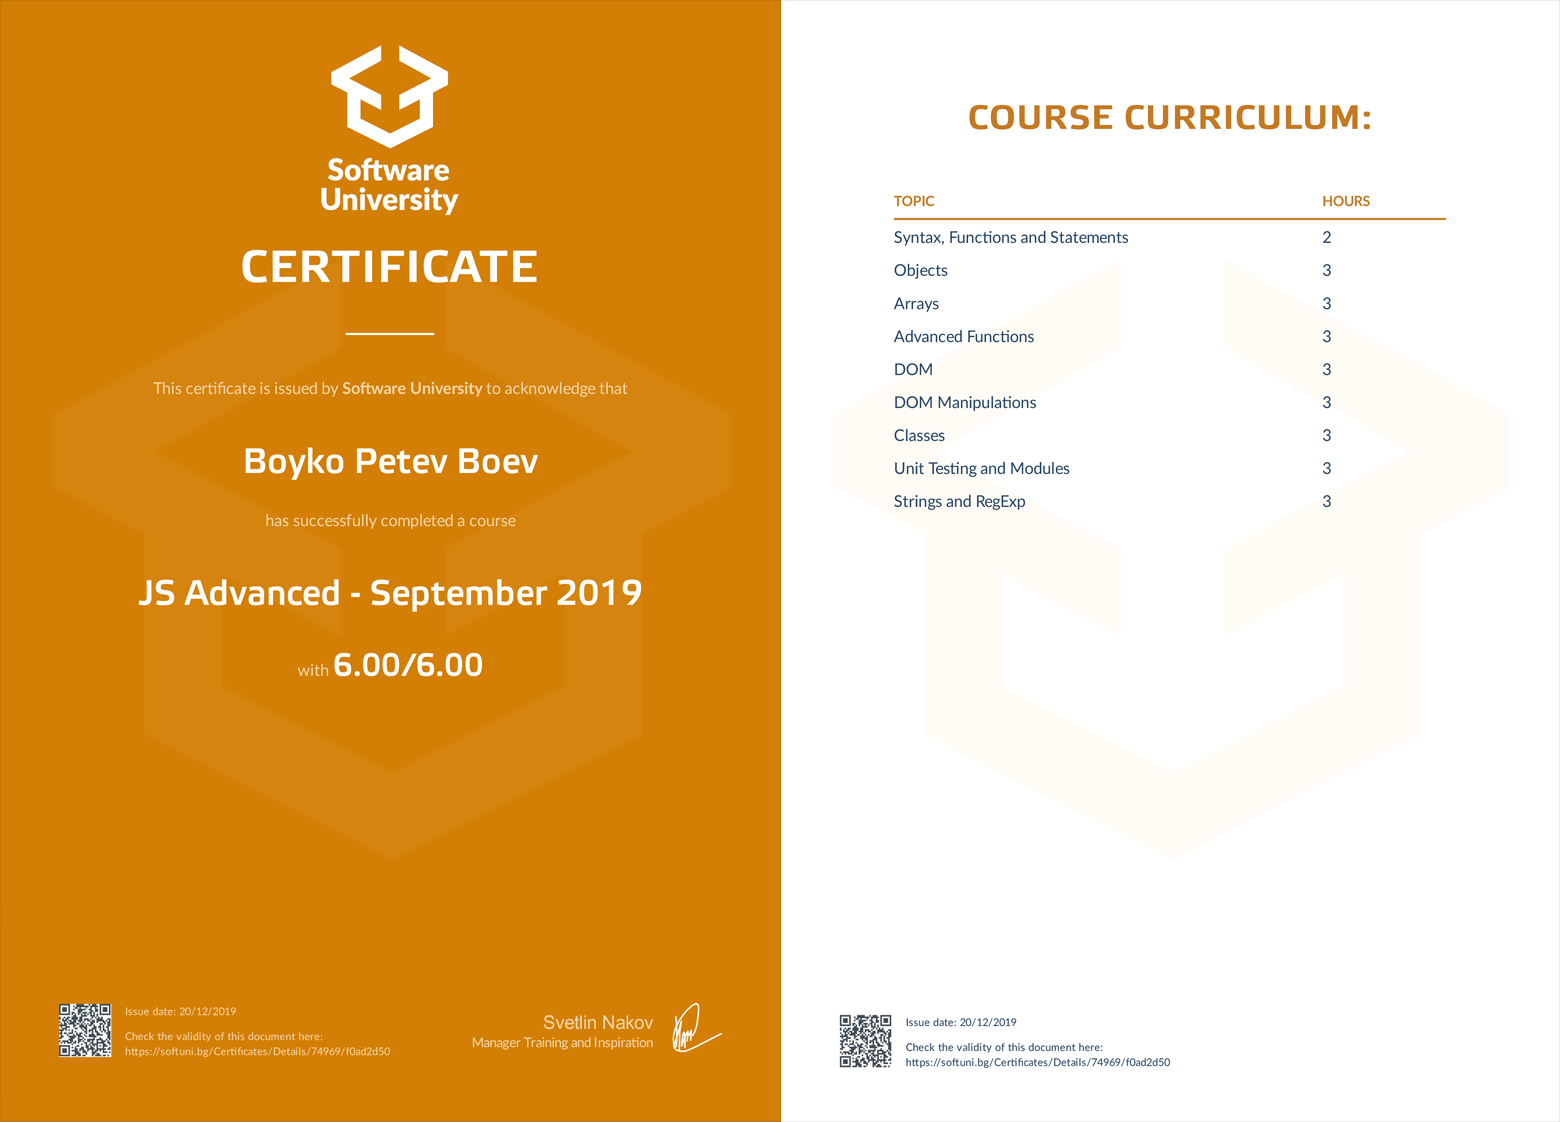 Software
University
CERTIFICATE
This certificate is issued by Software University to acknowledge that
Boyko Petev Boev
has successfully completed a course
JS Advanced - September 2019
with 6.00/6.00
Issue date: 20/12/2019
Check the validity of this document here:
https://softuni.bg/Certificates/Details/74969/f0ad2d50
Svetlin Nakov
Manager Training and Inspiration
COURSE CURRICULUM:
TOPIC HOURS
Syntax, Functions and Statements 2
Objects 3
Arrays 3
Advanced Functions 3
DOM 3
DOM Manipulations 3
Classes 3
Unit Testing and Modules 3
Strings and RegExp 3
Issue date: 20/12/2019
Check the validity of this document here:
https://softuni.bg/Certificates/Details/74969/f0ad2d50